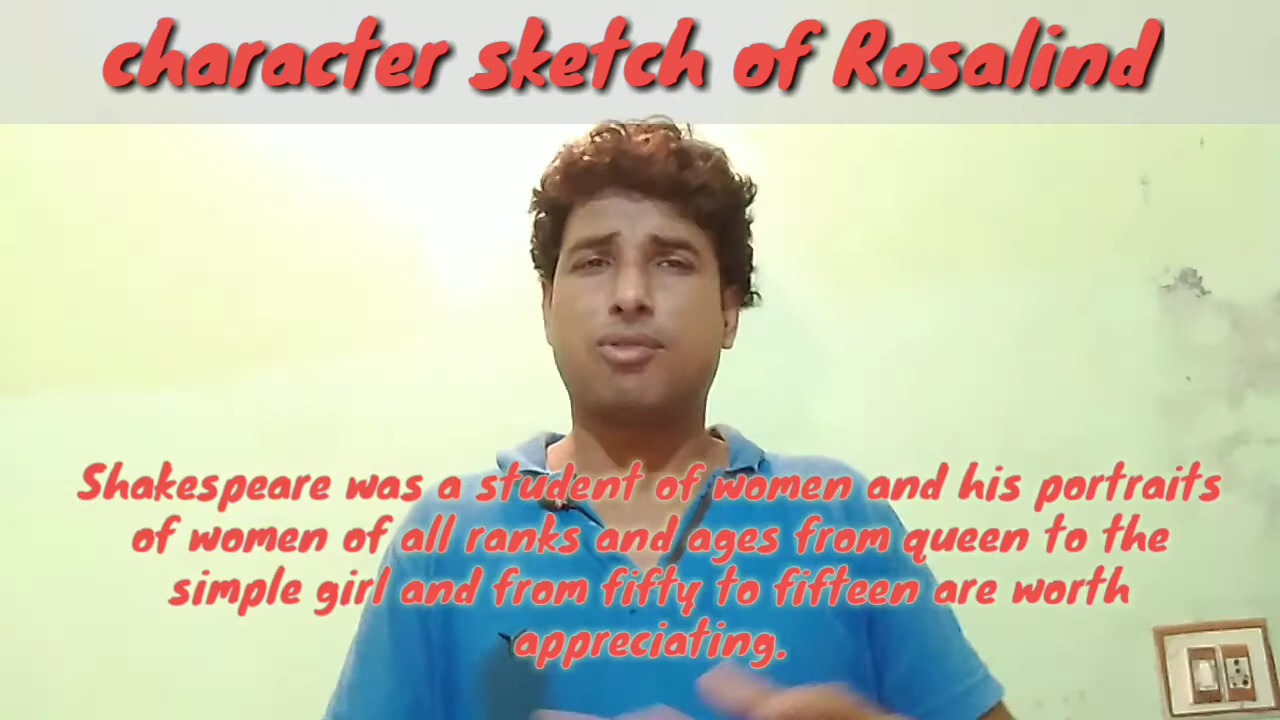 character sketch of Rosalind
Shakespeare was a student of women and his portraits
of women of all ranks and ages from queen to the
simple girl and from fifty to fifteen are worth
appreciating.